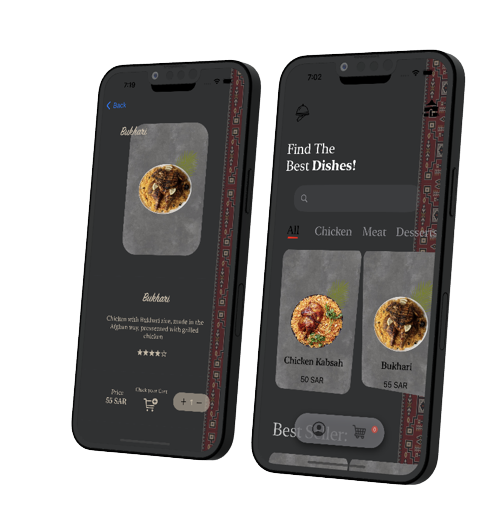 7:19
Back
Bukhari
Bukhari
Chicken with Bukhari rice, made in the
Afghan way, presented with grilled
chicken
Price
55 SAR
Check your Cart
+ 1 -
7:02
Find The
Best Dishes!
All Chicken Meat Desserts
Chicken Kabsah
50 SAR
Bukhari
55 SAR
Best Seller: